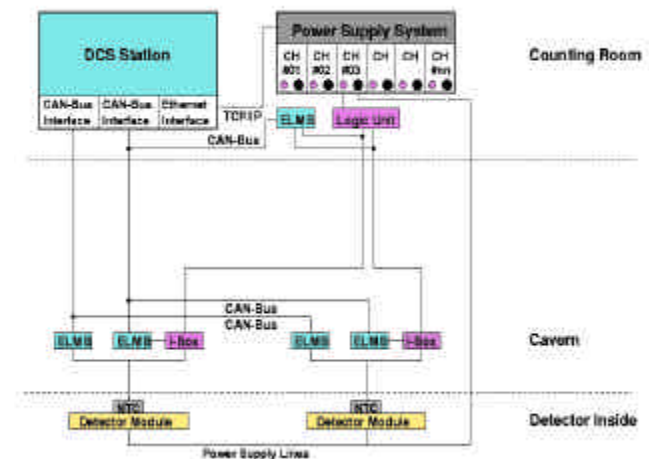 DCS Station
Power Supply System
Counting Room
CH #01
CH #02
CH #03
CH
CH
CH #nn
CAN-Bus Interface
CAN-Bus Interface
Ethernet Interface
TCP/IP
ELMB
Logic Unit
CAN-Bus
CAN-Bus
CAN-Bus
ELMB
ELMB
I-Box
ELMB
ELMB
I-Box
Cavern
NTC
Detector Module
NTC
Detector Module
Detector Inside
Power Supply Lines